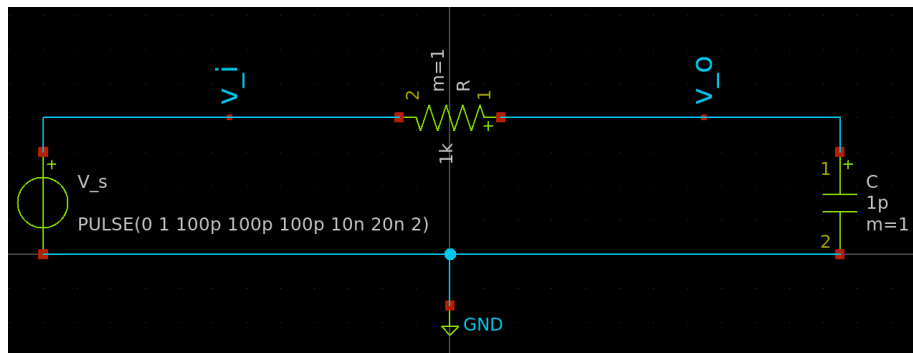 v_i
m=1
R
v_o
2
1
+
1k
+
V_s
PULSE(0 1 100p 100p 100p 10n 20n 2)
+
1
C
1p
m=1
2
GND